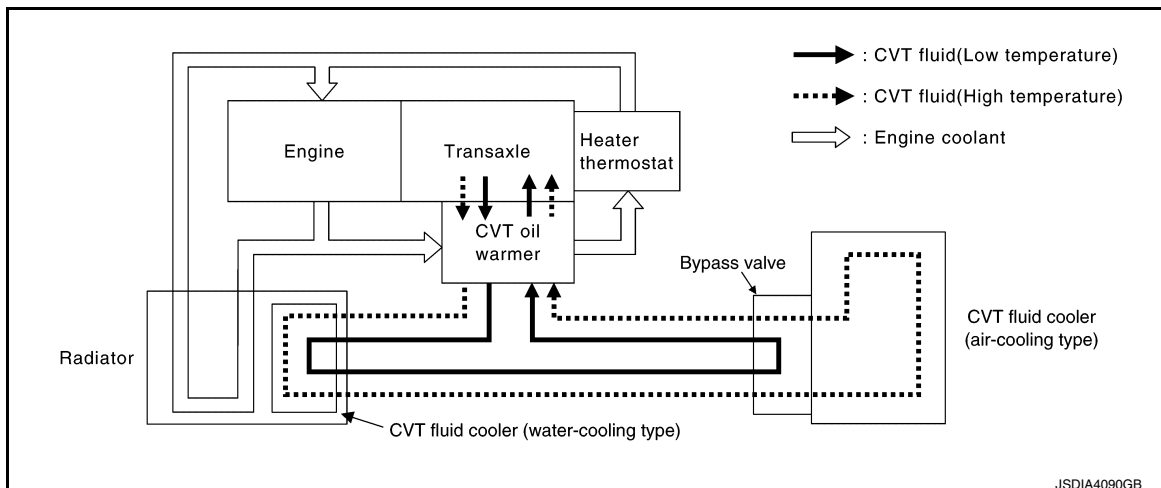 : CVT fluid(Low temperature)
: CVT fluid(High temperature)
: Engine coolant
Engine
Transaxle
Heater
thermostat
CVT oil
warmer
Bypass valve
CVT fluid cooler
(air-cooling type)
Radiator
CVT fluid cooler (water-cooling type)
JSDIA4090GB